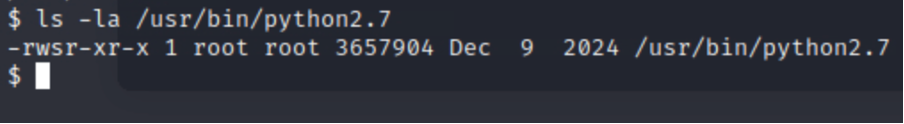 $ ls -la /usr/bin/python2.7
-rwsr-xr-x 1 root root 3657904 Dec  9  2024 /usr/bin/python2.7
$